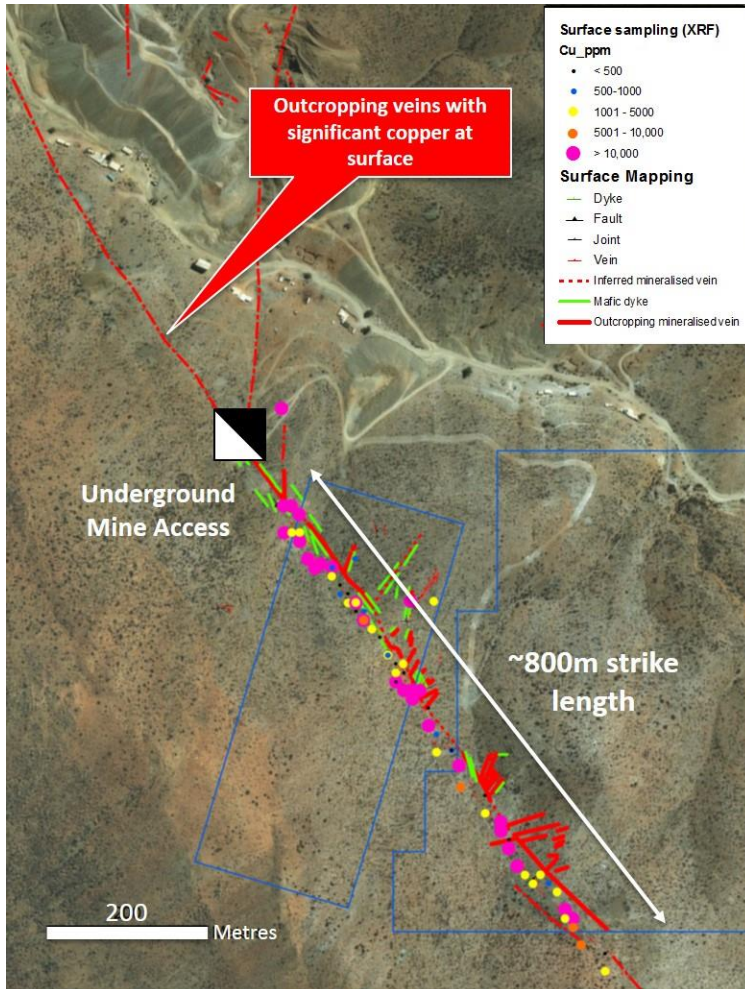 Surface sampling (XRF)
Cu_ppm
< 500
500-1000
1001 - 5000
5001 - 10,000
> 10,000
Surface Mapping
Dyke
Fault
Joint
Vein
Inferred mineralised vein
Mafic dyke
Outcropping mineralised vein
Outcropping veins with
significant copper at
surface
Underground
Mine Access
~800m strike
length
200
Metres